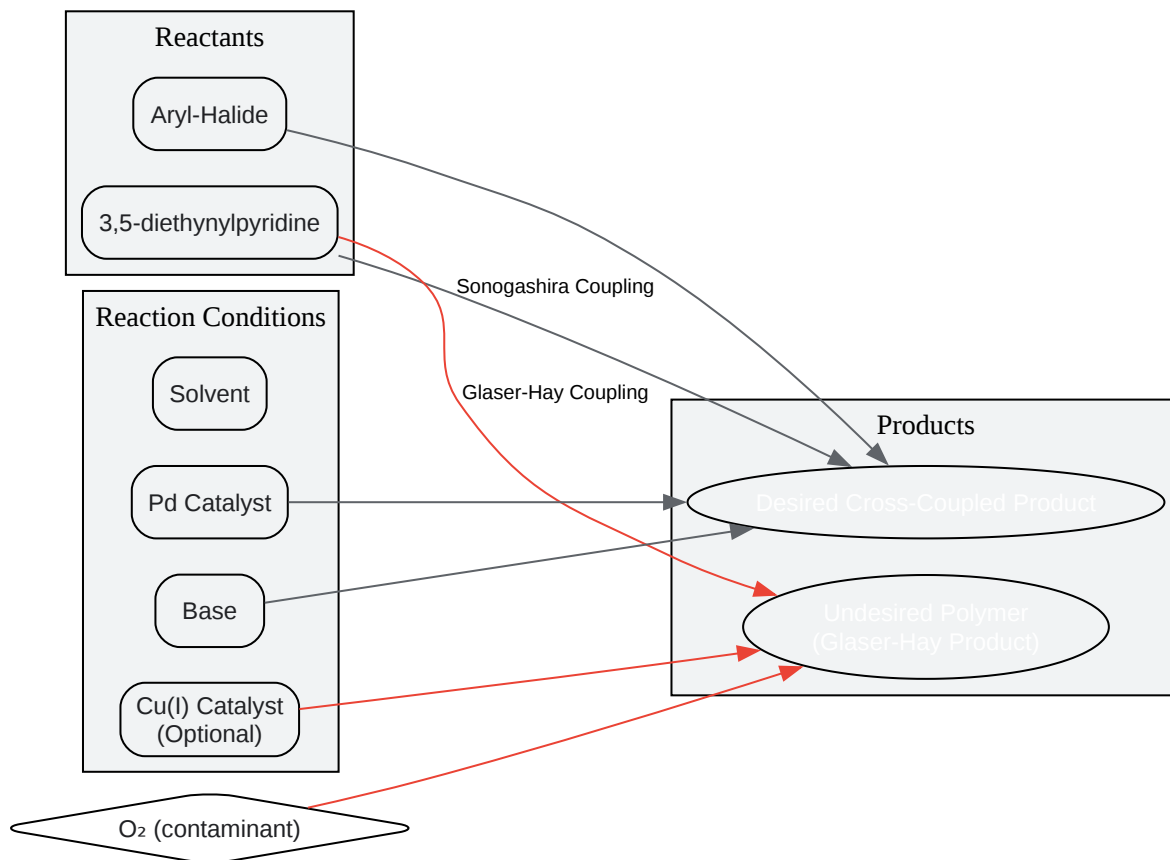 Reactants
Aryl-Halide
3,5-diethynylpyridine
Sonogashira Coupling
Reaction Conditions
Solvent
Glaser-Hay Coupling
Products
Pd Catalyst
Desired Cross-Coupled Product
Base
Undesired Polymer
(Glaser-Hay Product)
Cu(I) Catalyst
(Optional)
O₂ (contaminant)